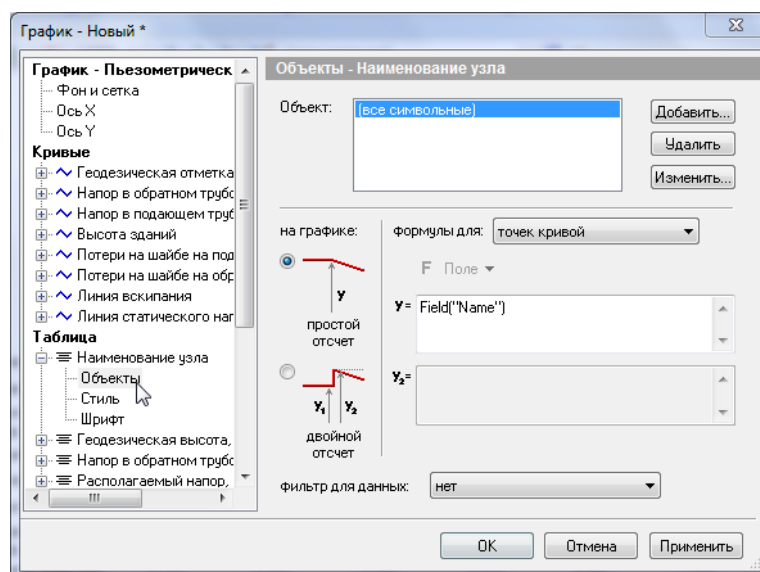 График - Новый *
График - Пьезометрическ
Фон и сетка
Ось X
Ось Y
Кривые
Геодезическая отметка
Напор в обратном трубо
Напор в подающем труб
Высота зданий
Потери на шайбе на под
Потери на шайбе на обр
Линия вскипания
Линия статического нап
Таблица
Наименование узла
Объекты
Стиль
Шрифт
Геодезическая высота,
Напор в обратном трубо
Располагаемый напор,
Объекты - Наименование узла
Объект:
(все символьные)
Добавить...
Удалить
Изменить...
на графике:
формулы для: точек кривой
F Поле
Y
простой
отсчет
Y= Field("Name")
Y1 Y2
двойной
отсчет
Y2=
фильтр для данных: нет
OK Отмена Применить